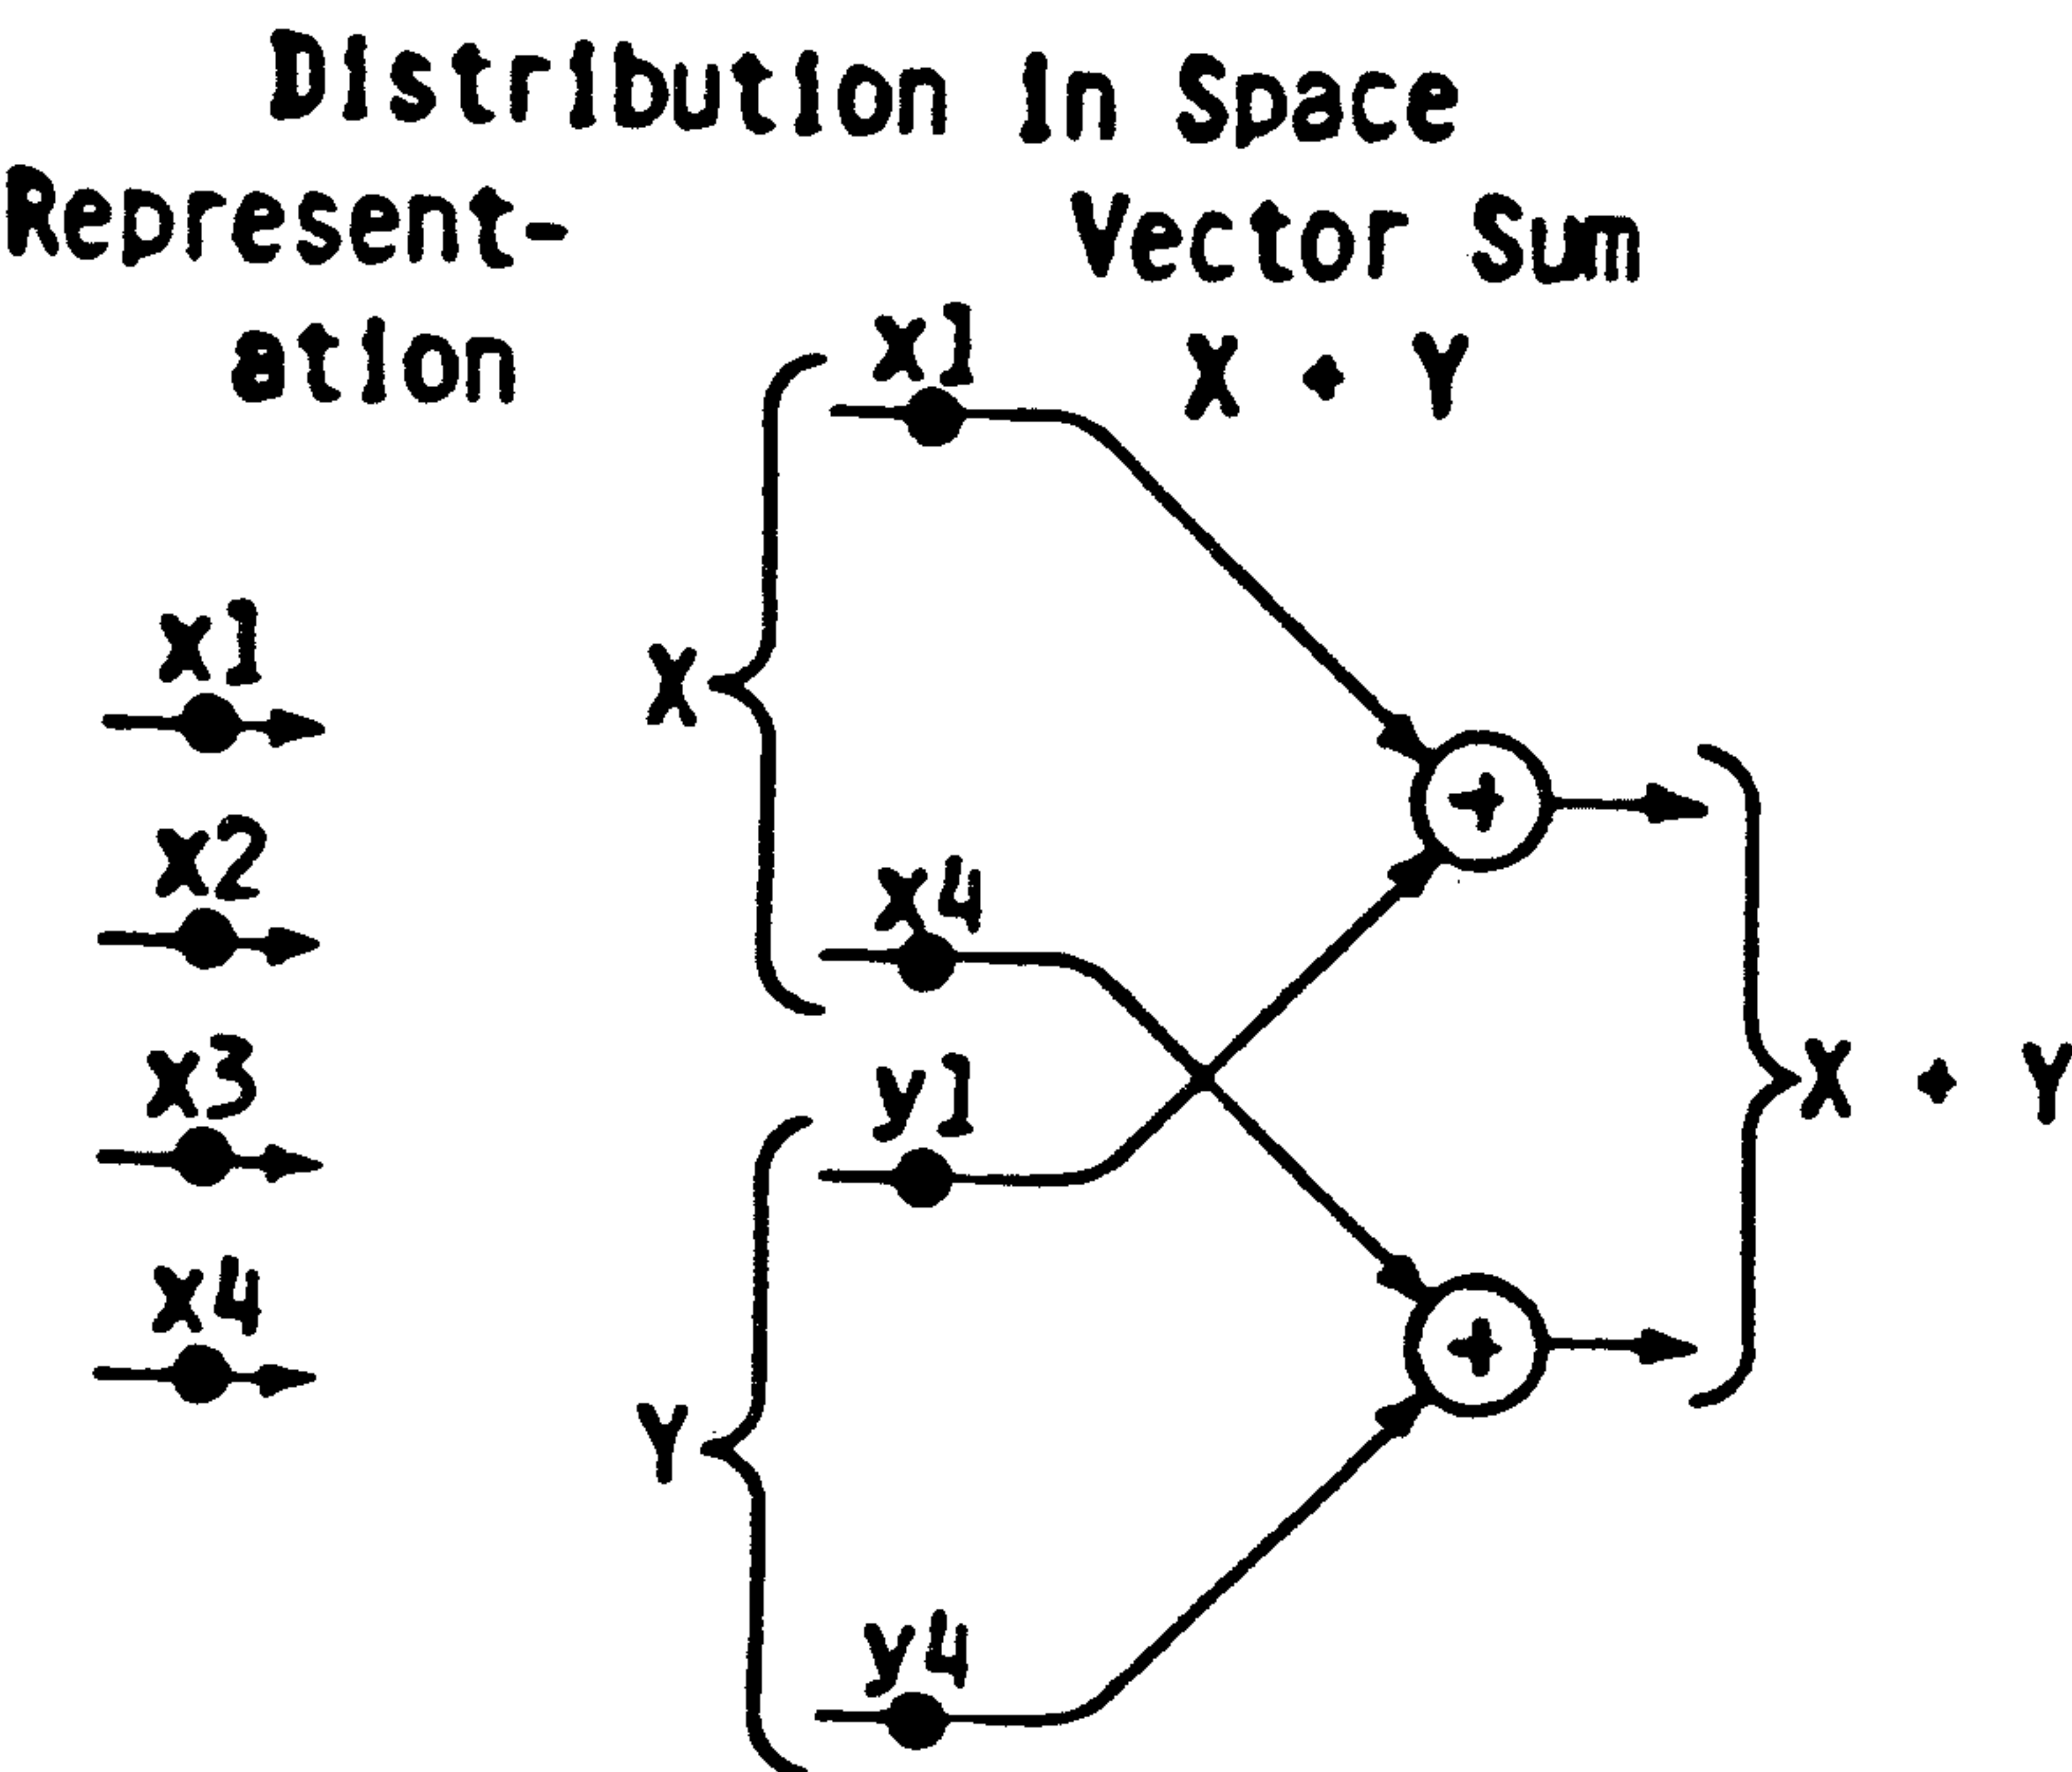 Distribution In Space
Represent-
ation
Vector Sum
X + Y
x1
x2
x3
x4
X
x1
x4
Y
y1
y4
+
+
X + Y